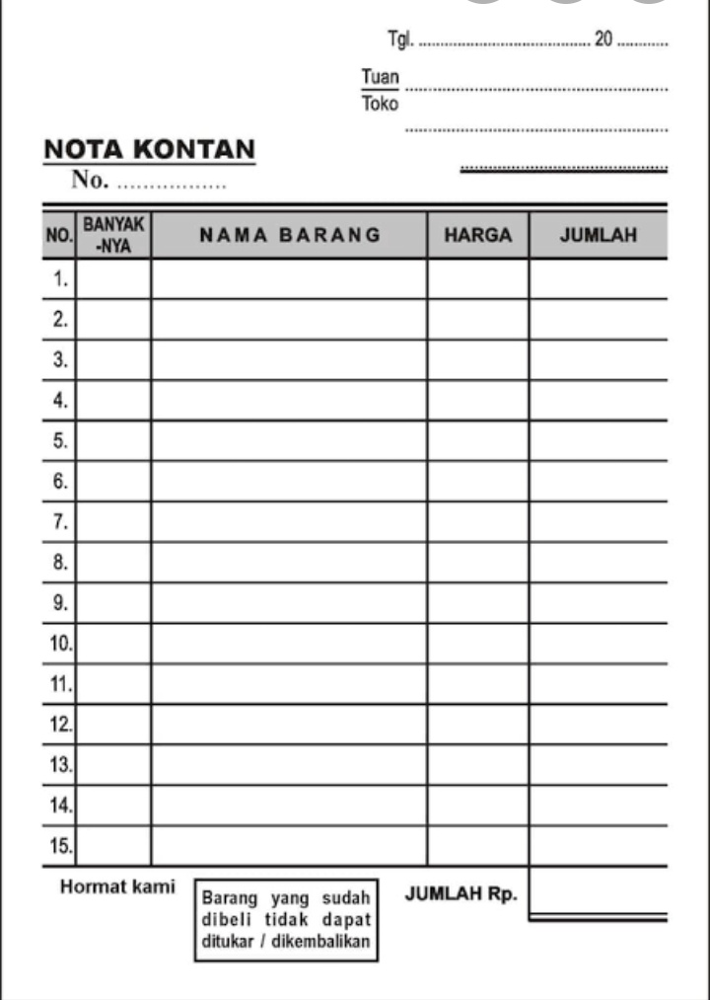 Tgl. ........................................... 20 .............
Tuan ..................................................................
Toko
..................................................................
NOTA KONTAN
....................................................
No. .................
NO. BANYAK-NYA NAMA BARANG HARGA JUMLAH
1.
2.
3.
4.
5.
6.
7.
8.
9.
10.
11.
12.
13.
14.
15.
Hormat kami
Barang yang sudah
dibeli tidak dapat
ditukar / dikembalikan
JUMLAH Rp.